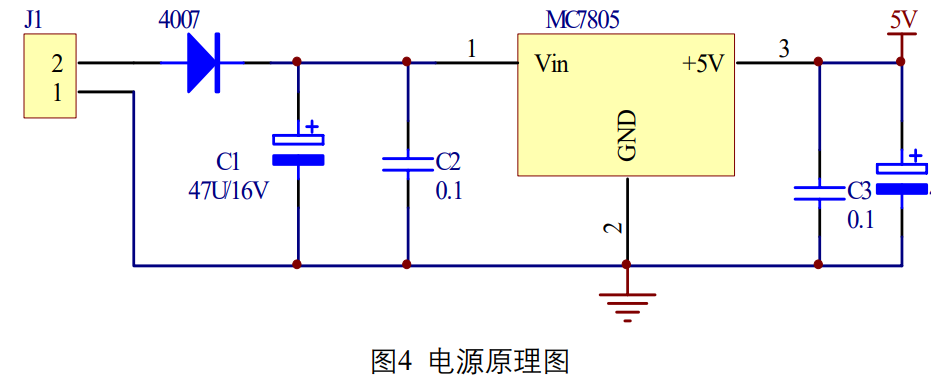 J1
4007
MC7805
5V
2
1
1
Vin
+5V
3
GND
+
C1
47U/16V
C2
0.1
+
C3
0.1
2
图4 电源原理图